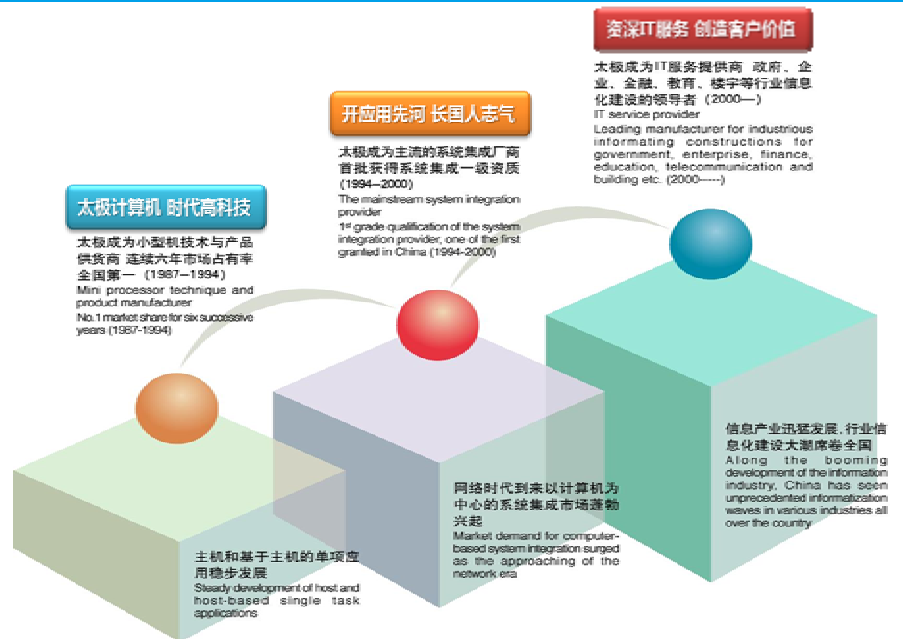 太极计算机 时代高科技
太极成为小型机技术与产品
供货商 连续六年市场占有率
全国第一 (1987—1994)
Mini processor technique and
product manufacturer
No.1 market share for six successive
years (1987-1994)
开应用先河 长国人志气
太极成为主流的系统集成厂商
首批获得系统集成一级资质
(1994—2000)
The mainstream system integration
provider
1st grade qualification of the system
integration provider, one of the first
granted in China (1994-2000)
资深IT服务 创造客户价值
太极成为IT服务提供商 政府、企
业、金融、教育、楼宇等行业信息
化建设的领导者 (2000—)
IT service provider
Leading manufacturer for industrious
informating constructions for
government, enterprise, finance,
education, telecommunication and
building etc. (2000-----)
主机和基于主机的单项应
用稳步发展
Steady development of host and
host-based single task
applications
网络时代到来以计算机为
中心的系统集成市场蓬勃
兴起
Market demand for computer-
based system integration surged
as the approaching of the
network era
信息产业迅猛发展,行业信
息化建设大潮席卷全国
Along the booming
development of the information
industry, China has seen
unprecedented informatization
waves in various industries all
over the country